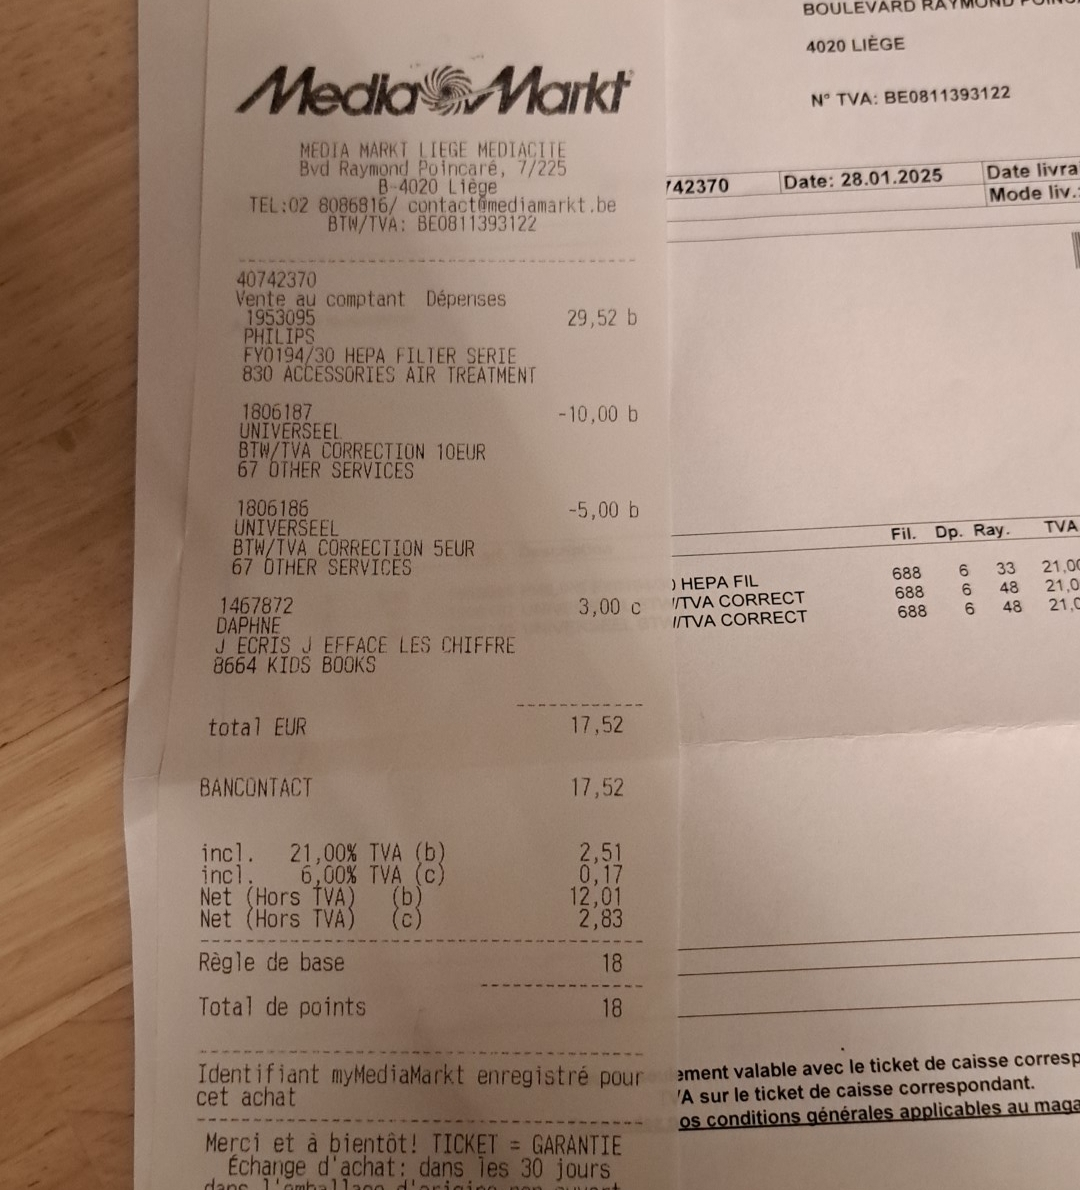 Media Markt
MEDIA MARKT LIEGE MEDIACITE
Bvd Raymond Poincaré, 7/225
B-4020 Liège
TEL:02 8086816/ contact@mediamarkt.be
BTW/TVA: BE0811393122
40742370
Vente au comptant Dépenses
1953095 29,52 b
PHILIPS
FY0194/30 HEPA FILTER SERIE
830 ACCESSORIES AIR TREATMENT
1806187 -10,00 b
UNIVERSEEL
BTW/TVA CORRECTION 10EUR
67 OTHER SERVICES
1806186 -5,00 b
UNIVERSEEL
BTW/TVA CORRECTION 5EUR
67 OTHER SERVICES
1467872 3,00 c
DAPHNE
J ECRIS J EFFACE LES CHIFFRE
8664 KIDS BOOKS
total EUR 17,52
BANCONTACT 17,52
incl. 21,00% TVA (b) 2,51
incl. 6,00% TVA (c) 0,17
Net (Hors TVA) (b) 12,01
Net (Hors TVA) (c) 2,83
Règle de base 18
Total de points 18
Identifiant myMediaMarkt enregistré pour
cet achat
Merci et à bientôt! TICKET = GARANTIE
Échange d'achat: dans les 30 jours
BOULEVARD RAYMOND
4020 LIÈGE
N° TVA: BE0811393122
742370 Date: 28.01.2025 Date livra
Mode liv.:
Fil. Dp. Ray. TVA
) HEPA FIL 688 6 33 21,00
/TVA CORRECT 688 6 48 21,0
/TVA CORRECT 688 6 48 21,
ement valable avec le ticket de caisse corresp
'A sur le ticket de caisse correspondant.
os conditions générales applicables au maga